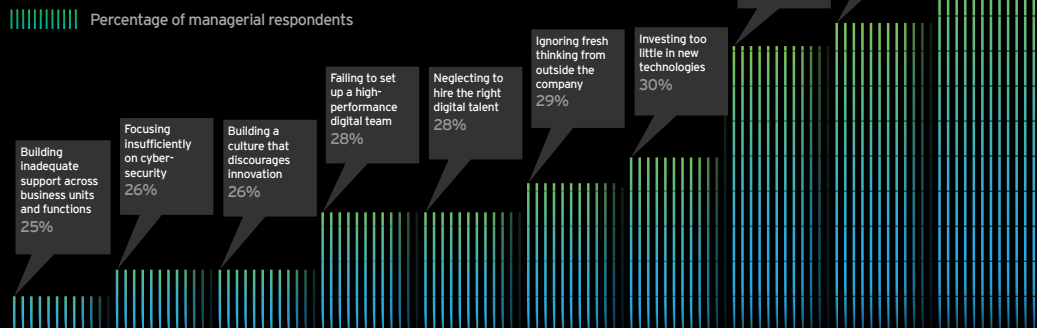 Percentage of managerial respondents
Building
inadequate
support across
business units
and functions
25%
Focusing
insufficiently
on cyber-
security
26%
Building a
culture that
discourages
innovation
26%
Failing to set
up a high-
performance
digital team
28%
Neglecting to
hire the right
digital talent
28%
Ignoring fresh
thinking from
outside the
company
29%
Investing too
little in new
technologies
30%